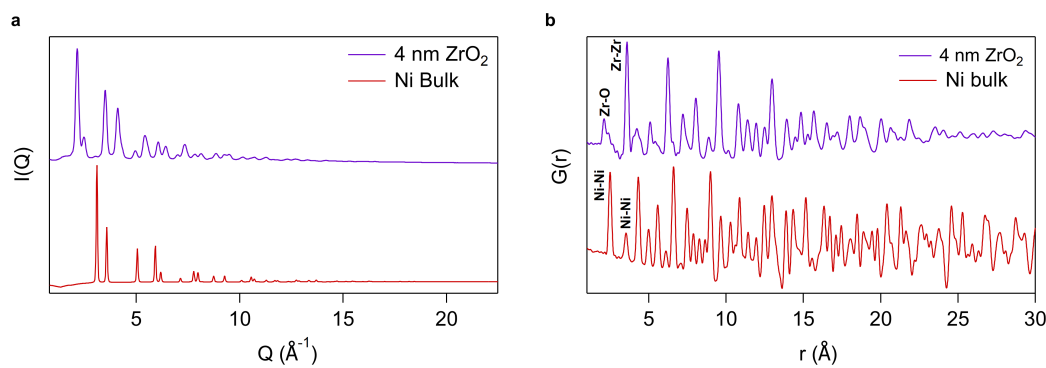 a
I(Q)
4 nm ZrO₂
Ni Bulk
5
10
15
20
Q (Å⁻¹)
b
G(r)
4 nm ZrO₂
Ni bulk
Zr-O
Zr-Zr
Ni-Ni
Ni-Ni
5
10
15
20
25
30
r (Å)